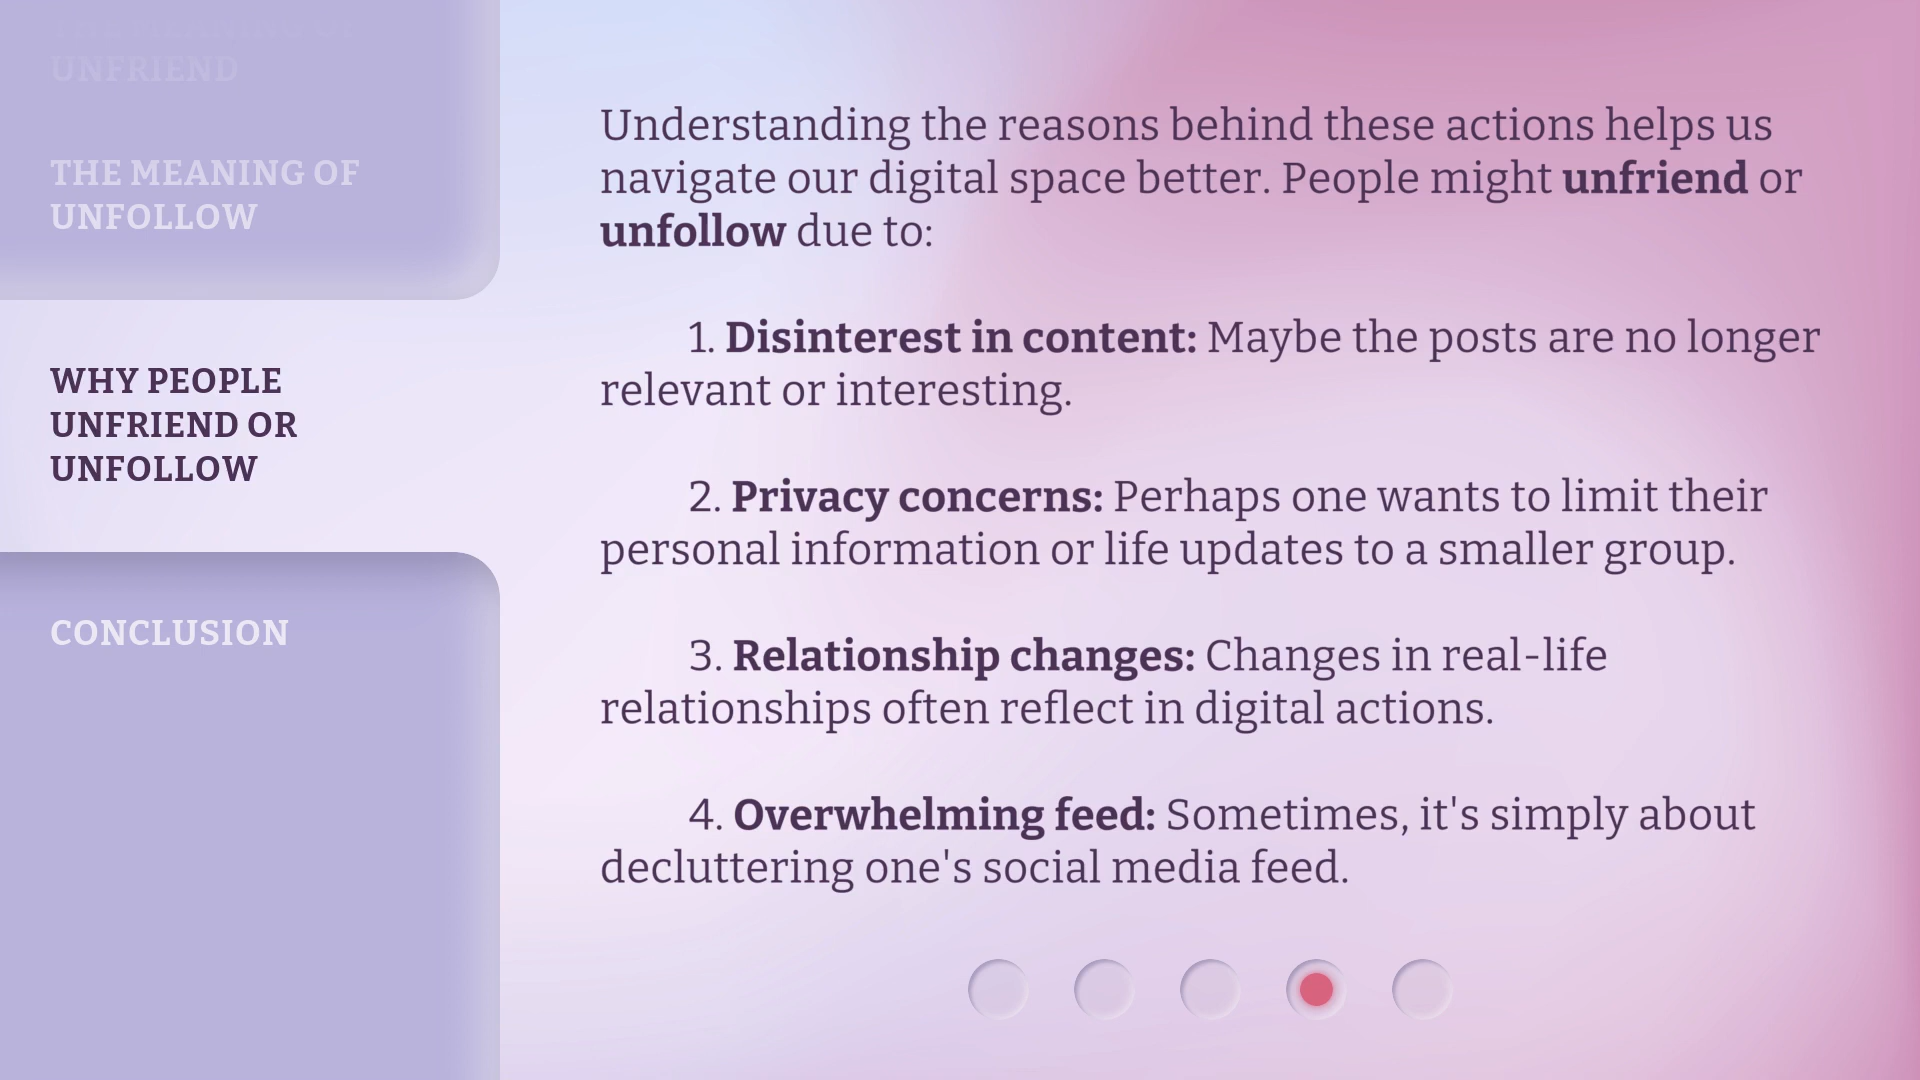 UNFRIEND
THE MEANING OF
UNFOLLOW
WHY PEOPLE
UNFRIEND OR
UNFOLLOW
CONCLUSION
Understanding the reasons behind these actions helps us
navigate our digital space better. People might unfriend or
unfollow due to:
1. Disinterest in content: Maybe the posts are no longer
relevant or interesting.
2. Privacy concerns: Perhaps one wants to limit their
personal information or life updates to a smaller group.
3. Relationship changes: Changes in real-life
relationships often reflect in digital actions.
4. Overwhelming feed: Sometimes, it's simply about
decluttering one's social media feed.